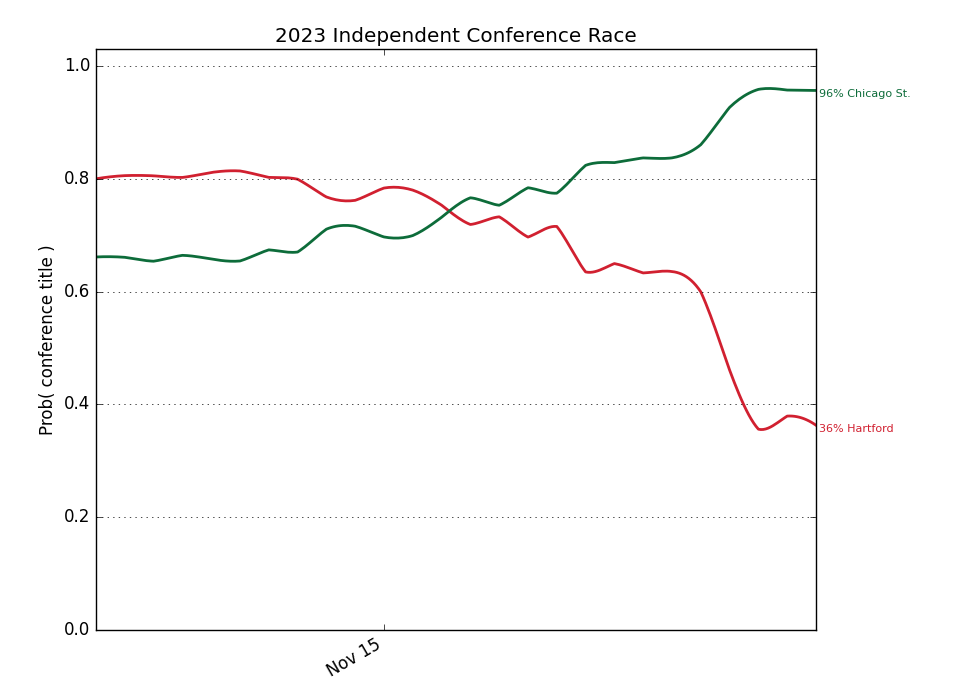 2023 Independent Conference Race
1.0
0.8
0.6
0.4
0.2
0.0
Prob( conference title )
Nov 15
96% Chicago St.
36% Hartford